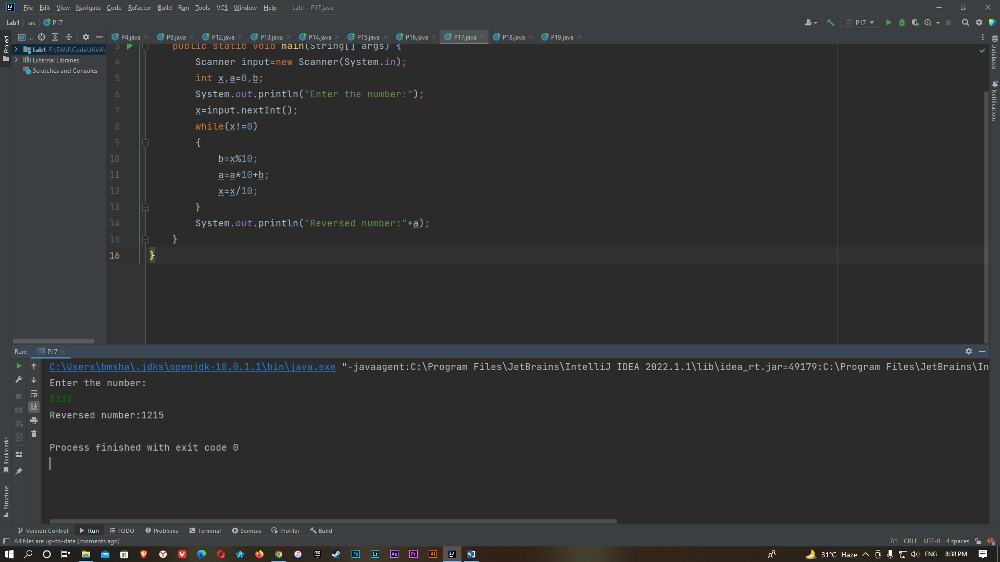 File Edit View Navigate Code Refactor Build Run Tools VCS Window Help Lab1 - P17.java
Lab1 src P17
P17
Project
...
P4.java P8.java P12.java P13.java P14.java P15.java P16.java P17.java P18.java P19.java
Lab1 F:\EWU\Code\JAVA\
External Libraries
Scratches and Consoles
3 public static void main(String[] args) {
4 Scanner input=new Scanner(System.in);
5 int x,a=0,b;
6 System.out.println("Enter the number:");
7 x=input.nextInt();
8 while(x!=0)
9 {
10 b=x%10;
11 a=a*10+b;
12 x=x/10;
13 }
14 System.out.println("Reversed number:"+a);
15 }
16 }
Database
Notifications
Run: P17
C:\Users\bmsha\.jdks\openjdk-18.0.1.1\bin\java.exe "-javaagent:C:\Program Files\JetBrains\IntelliJ IDEA 2022.1.1\lib\idea_rt.jar=49179:C:\Program Files\JetBrains\In
Enter the number:
5121
Reversed number:1215
Process finished with exit code 0
Bookmarks
Structure
Version Control Run TODO Problems Terminal Services Profiler Build
All files are up-to-date (moments ago) 7:1 CRLF UTF-8 4 spaces
Ps Lr Ae Pr Ai IJ 31°C Haze ENG 8:38 PM